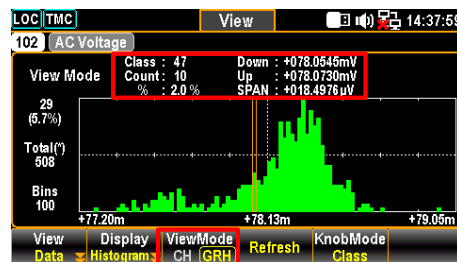 LOC TMC View 14:37:59
102 AC Voltage
View Mode
Class : 47 Down : +078.0545mV
Count : 10 Up : +078.0730mV
% : 2.0 % SPAN : +018.4976µV
29
(5.7%)
Total(*)
508
Bins
100
+77.20m +78.13m +79.05m
View Display ViewMode Refresh KnobMode
Data Histogram CH GRH Class